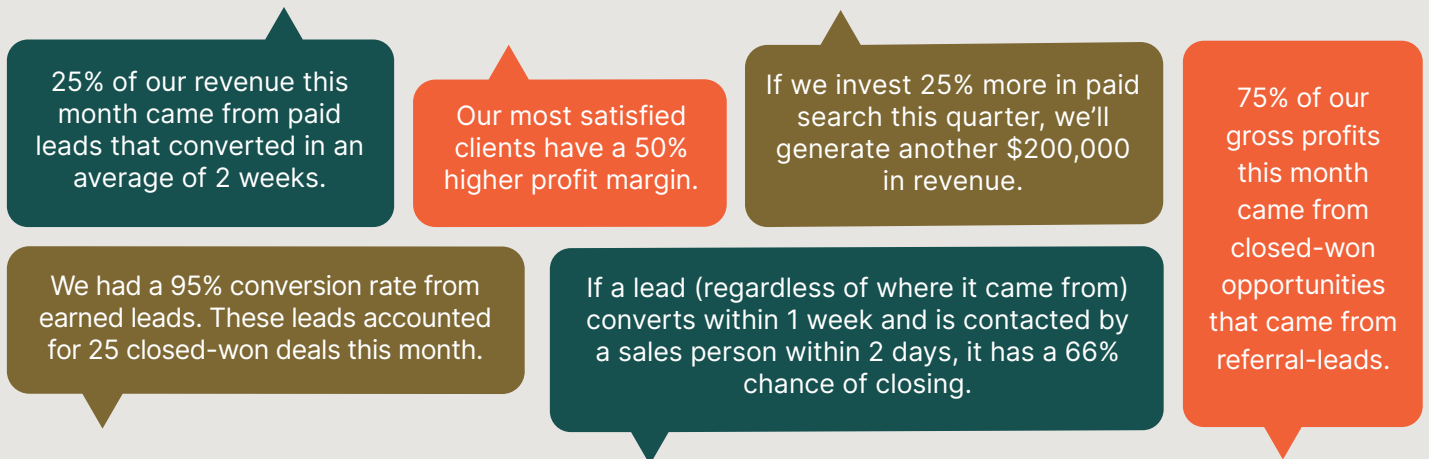 25% of our revenue this
month came from paid
leads that converted in an
average of 2 weeks.
Our most satisfied
clients have a 50%
higher profit margin.
If we invest 25% more in paid
search this quarter, we’ll
generate another $200,000
in revenue.
75% of our
gross profits
this month
came from
closed-won
opportunities
that came from
referral-leads.
We had a 95% conversion rate from
earned leads. These leads accounted
for 25 closed-won deals this month.
If a lead (regardless of where it came from)
converts within 1 week and is contacted by
a sales person within 2 days, it has a 66%
chance of closing.